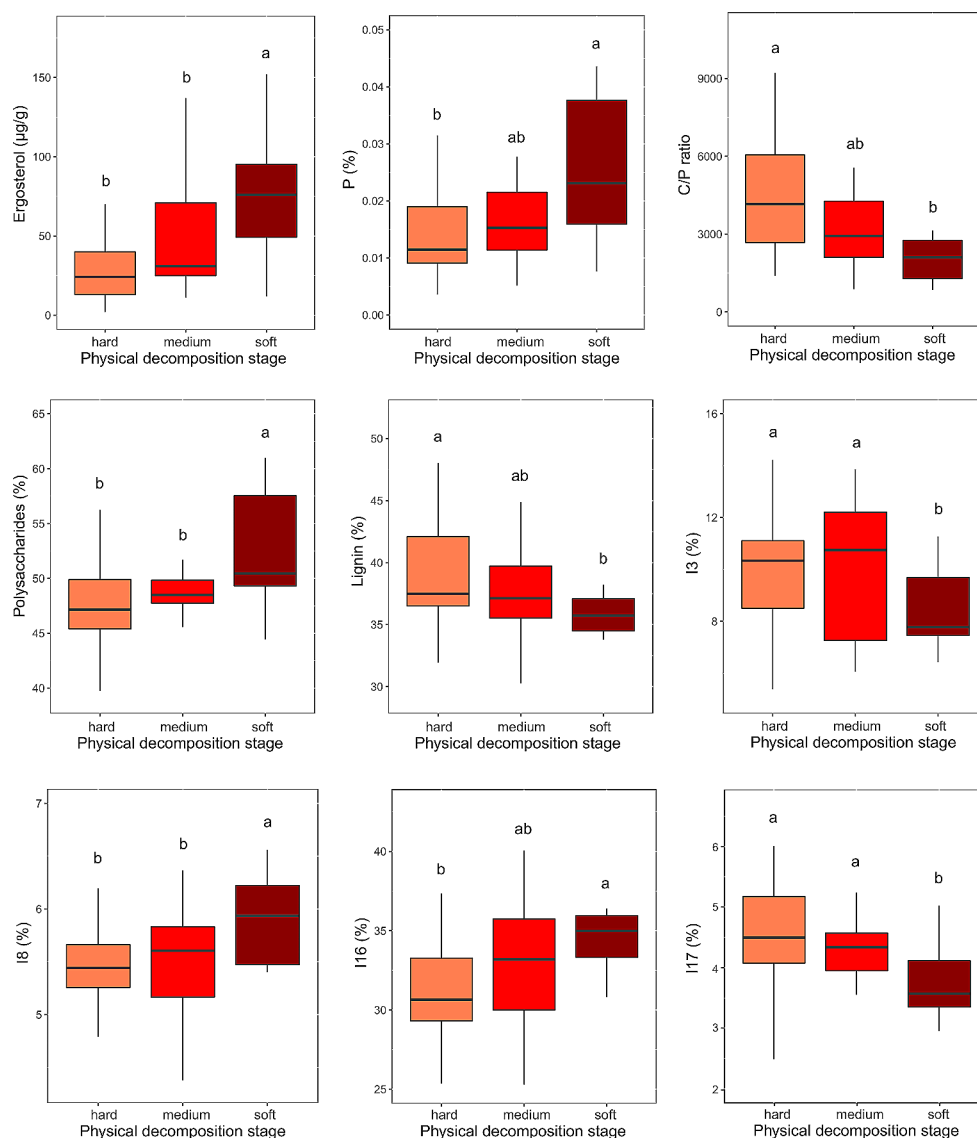 Ergosterol (µg/g)
150
100
50
0
b
b
a
hard medium soft
Physical decomposition stage
P (%)
0.05
0.04
0.03
0.02
0.01
0.00
b
ab
a
hard medium soft
Physical decomposition stage
C/P ratio
9000
6000
3000
0
a
ab
b
hard medium soft
Physical decomposition stage
Polysaccharides (%)
65
60
55
50
45
40
b
b
a
hard medium soft
Physical decomposition stage
Lignin (%)
50
45
40
35
30
a
ab
b
hard medium soft
Physical decomposition stage
I3 (%)
16
12
8
a
a
b
hard medium soft
Physical decomposition stage
I8 (%)
7
6
5
b
b
a
hard medium soft
Physical decomposition stage
I16 (%)
40
35
30
25
b
ab
a
hard medium soft
Physical decomposition stage
I17 (%)
6
5
4
3
2
a
a
b
hard medium soft
Physical decomposition stage